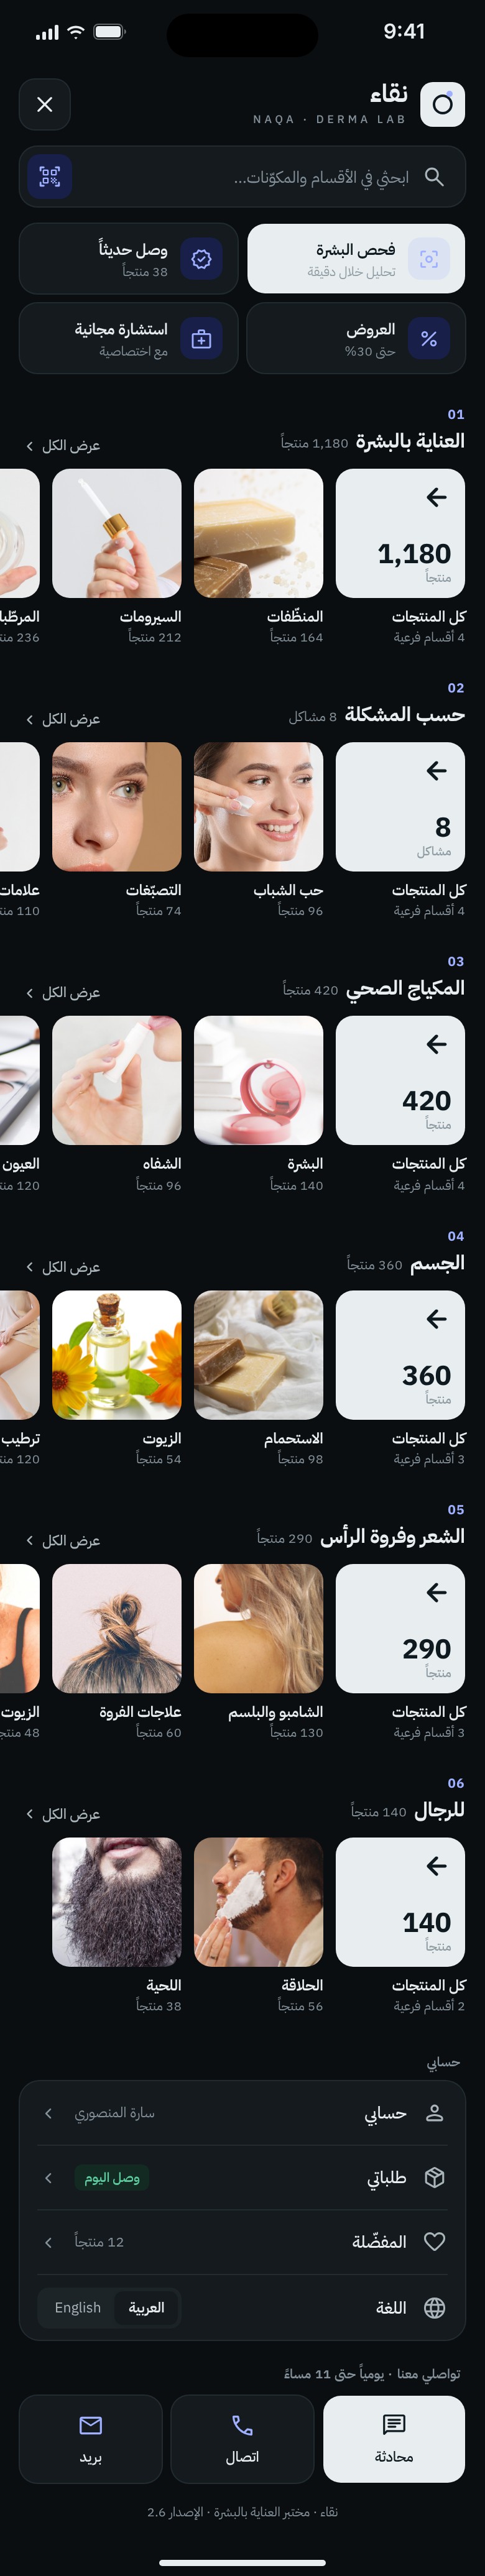 9:41
نقاء
NAQA · DERMA LAB
ابحثي في الأقسام والمكوّنات...
فحص البشرة
تحليل خلال دقيقة
وصل حديثاً
38 منتجاً
العروض
حتى 30%
استشارة مجانية
مع اختصاصية
01
العناية بالبشرة 1,180 منتجاً
عرض الكل
1,180
منتجاً
كل المنتجات
4 أقسام فرعية
المنظّفات
164 منتجاً
السيرومات
212 منتجاً
المرطّبا
236 منتج
02
حسب المشكلة 8 مشاكل
عرض الكل
8
مشاكل
كل المنتجات
4 أقسام فرعية
حب الشباب
96 منتجاً
التصبّغات
74 منتجاً
علامات
110 منتج
03
المكياج الصحي 420 منتجاً
عرض الكل
420
منتجاً
كل المنتجات
4 أقسام فرعية
البشرة
140 منتجاً
الشفاه
96 منتجاً
العيون
120 منتج
04
الجسم 360 منتجاً
عرض الكل
360
منتجاً
كل المنتجات
3 أقسام فرعية
الاستحمام
98 منتجاً
الزيوت
54 منتجاً
ترطيب
120 منتج
05
الشعر وفروة الرأس 290 منتجاً
عرض الكل
290
منتجاً
كل المنتجات
3 أقسام فرعية
الشامبو والبلسم
130 منتجاً
علاجات الفروة
60 منتجاً
الزيوت
48 منتج
06
للرجال 140 منتجاً
عرض الكل
140
منتجاً
كل المنتجات
2 أقسام فرعية
الحلاقة
56 منتجاً
اللحية
38 منتجاً
حسابي
حسابي
سارة المنصوري
طلباتي
وصل اليوم
المفضّلة
12 منتجاً
اللغة
العربية
English
تواصلي معنا · يومياً حتى 11 مساءً
محادثة
اتصال
بريد
نقاء · مختبر العناية بالبشرة · الإصدار 2.6